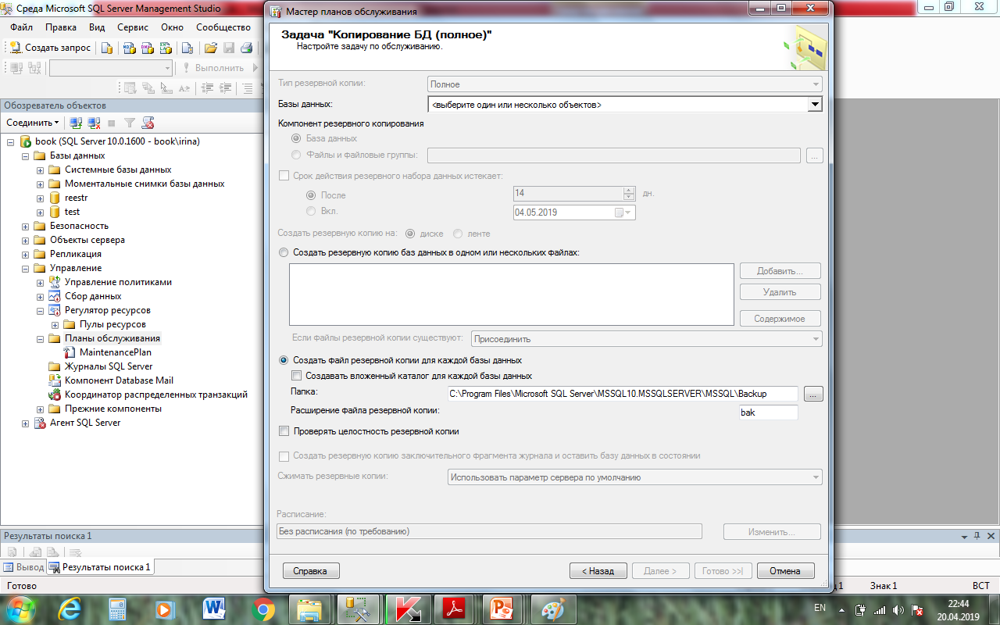 Среда Microsoft SQL Server Management Studio
Файл Правка Вид Сервис Окно Сообщество
Создать запрос
Выполнить
Обозреватель объектов
Соединить
book (SQL Server 10.0.1600 - book\irina)
Базы данных
Системные базы данных
Моментальные снимки базы данных
reestr
test
Безопасность
Объекты сервера
Репликация
Управление
Управление политиками
Сбор данных
Регулятор ресурсов
Пулы ресурсов
Планы обслуживания
MaintenancePlan
Журналы SQL Server
Компонент Database Mail
Координатор распределенных транзакций
Прежние компоненты
Агент SQL Server
Мастер планов обслуживания
Задача "Копирование БД (полное)"
Настройте задачу по обслуживанию.
Тип резервной копии: Полное
Базы данных: <выберите один или несколько объектов>
Компонент резервного копирования
База данных
Файлы и файловые группы: ...
Срок действия резервного набора данных истекает:
После 14 дн.
Вкл. 04.05.2019
Создать резервную копию на: диске ленте
Создать резервную копию баз данных в одном или нескольких файлах:
Добавить...
Удалить
Содержимое
Если файлы резервной копии существуют: Присоединить
Создать файл резервной копии для каждой базы данных
Создавать вложенный каталог для каждой базы данных
Папка: C:\Program Files\Microsoft SQL Server\MSSQL10.MSSQLSERVER\MSSQL\Backup ...
Расширение файла резервной копии: bak
Проверять целостность резервной копии
Создать резервную копию заключительного фрагмента журнала и оставить базу данных в состоянии
Сжимать резервные копии: Использовать параметр сервера по умолчанию
Расписание:
Без расписания (по требованию) Изменить...
Справка < Назад Далее > Готово >>| Отмена
Результаты поиска 1
Вывод Результаты поиска 1
Готово Знак 1 ВСТ
EN 22:44
20.04.2019